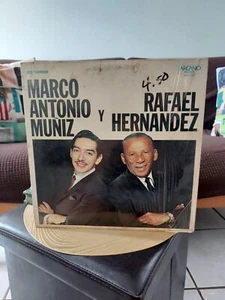 MARCO
ANTONIO
MUÑIZ
Y
RAFAEL
HERNANDEZ
4.50